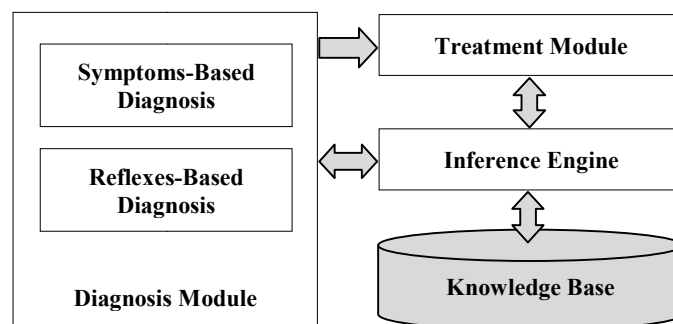 Symptoms-Based
Diagnosis
Reflexes-Based
Diagnosis
Diagnosis Module
Treatment Module
Inference Engine
Knowledge Base